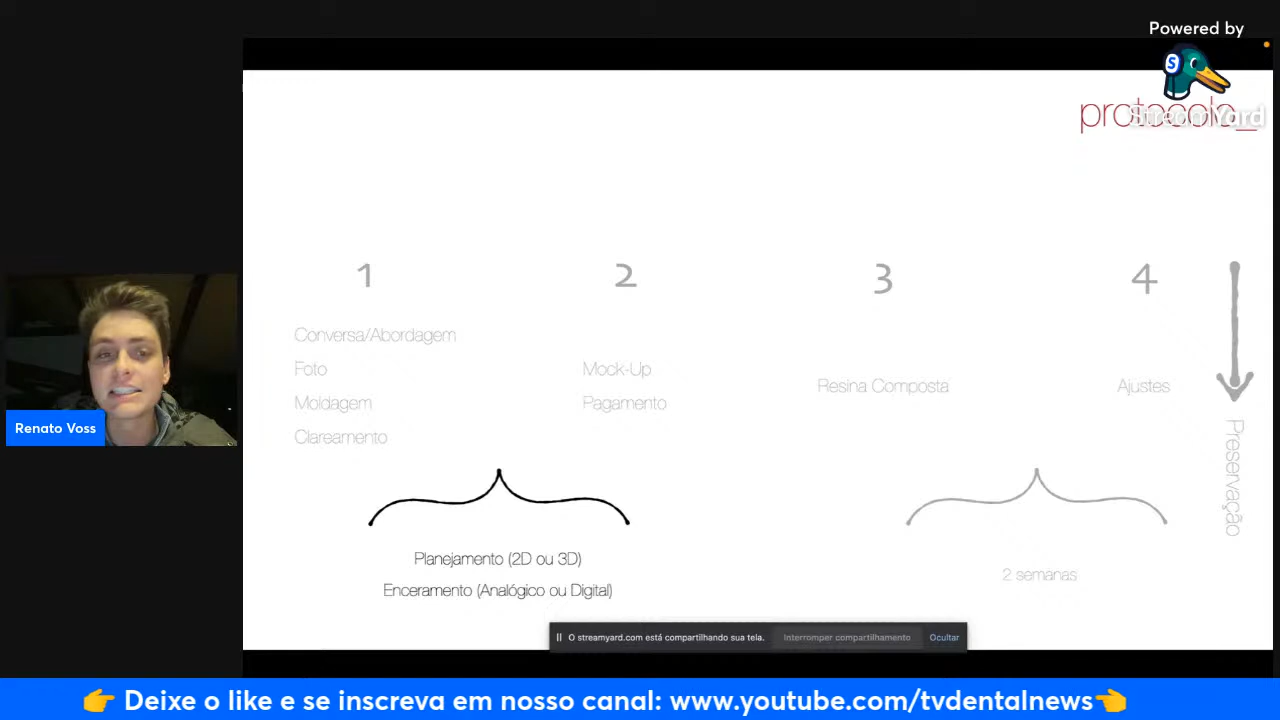 Powered by
StreamYard
protocolo_
1
2
3
4
Conversa/Abordagem
Foto
Moldagem
Clareamento
Mock-Up
Pagamento
Resina Composta
Ajustes
Preservação
Planejamento (2D ou 3D)
Enceramento (Analógico ou Digital)
2 semanas
Renato Voss
O streamyard.com está compartilhando sua tela.
Interromper compartilhamento
Ocultar
👉 Deixe o like e se inscreva em nosso canal: www.youtube.com/tvdentalnews👈